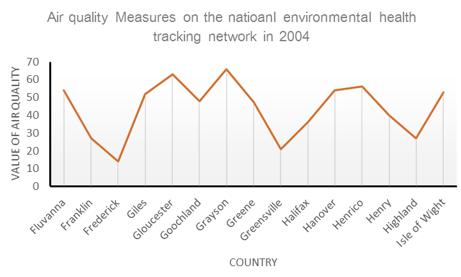 Air quality Measures on the natioanl environmental health
tracking network in 2004
VALUE OF AIR QUALITY
70
60
50
40
30
20
10
0
Fluvanna
Franklin
Frederick
Giles
Gloucester
Goochland
Grayson
Greene
Greensville
Halifax
Hanover
Henrico
Henry
Highland
Isle of Wight
COUNTRY